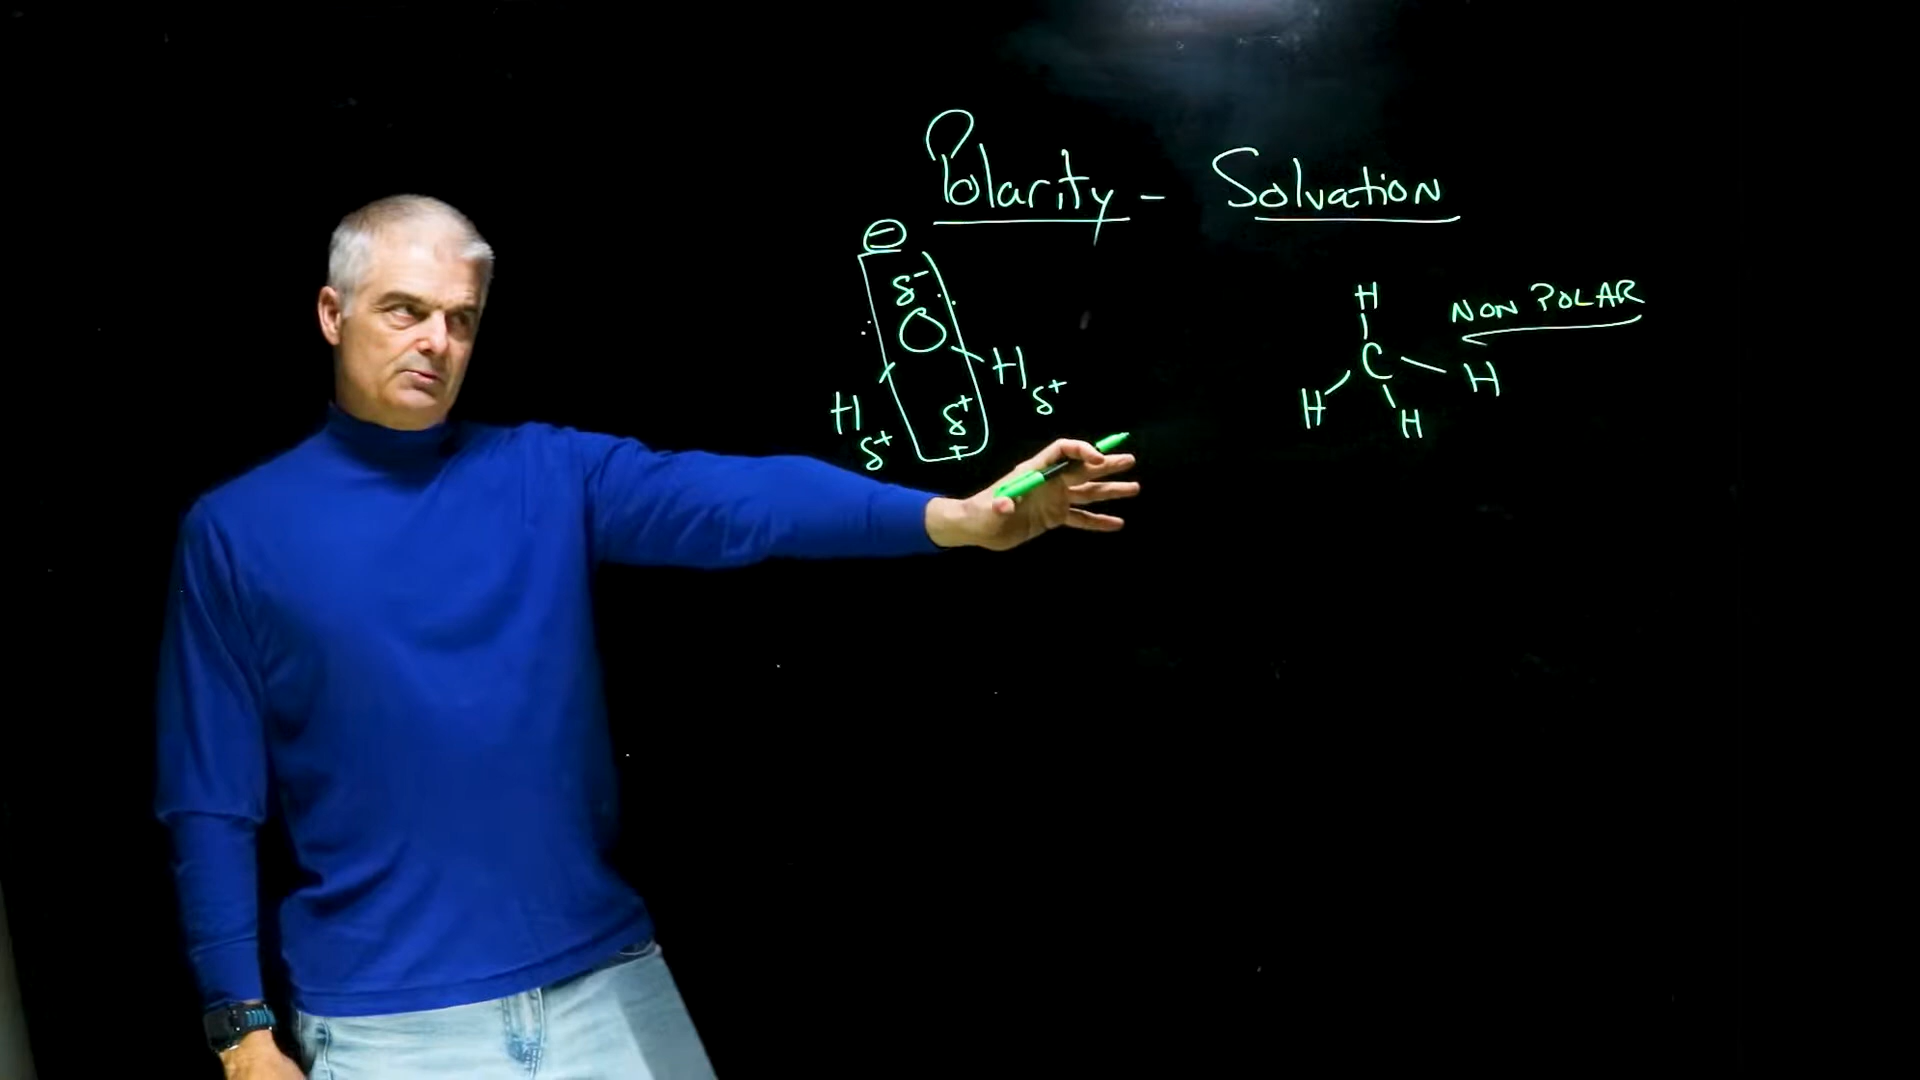 Polarity - Solvation
⊖
δ- 
O
H
H
δ+
δ+
δ+
+
NON POLAR
H
C
H
H
H